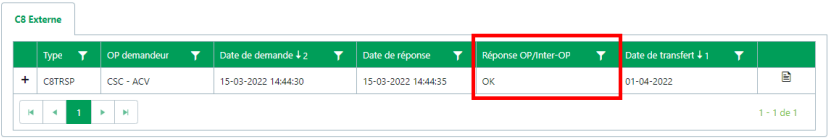 C8 Externe
Type OP demandeur Date de demande ↓ 2 Date de réponse Réponse OP/Inter-OP Date de transfert ↓ 1
+ C8TRSP CSC - ACV 15-03-2022 14:44:30 15-03-2022 14:44:35 OK 01-04-2022
1 1 - 1 de 1